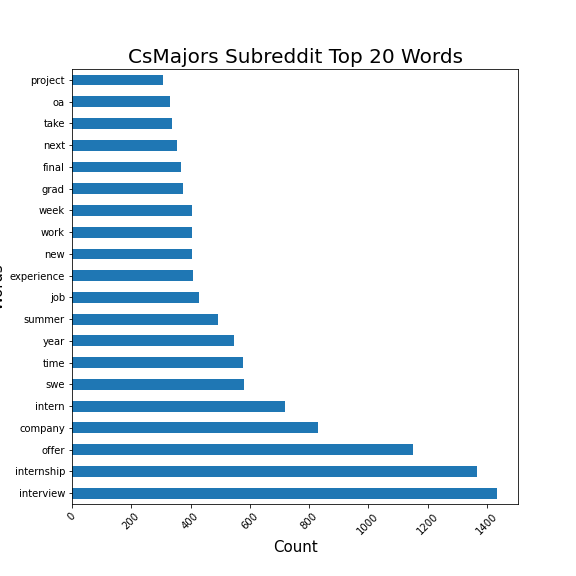 CsMajors Subreddit Top 20 Words
project
oa
take
next
final
grad
week
work
new
experience
job
summer
year
time
swe
intern
company
offer
internship
interview
0 200 400 600 800 1000 1200 1400
Count